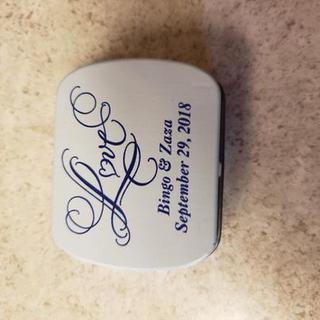 Love
Bingo & Zaza
September 29, 2018